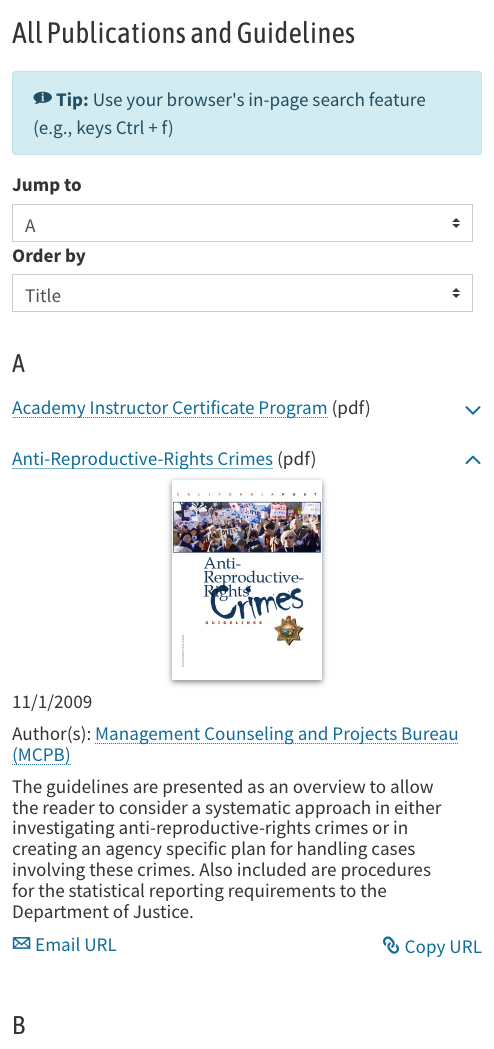 All Publications and Guidelines
Tip: Use your browser's in-page search feature
(e.g., keys Ctrl + f)
Jump to
A
Order by
Title
A
Academy Instructor Certificate Program (pdf)
Anti-Reproductive-Rights Crimes (pdf)
CALIFORNIA POST
Anti-
Reproductive-
Rights
Crimes
GUIDELINES
11/1/2009
Author(s): Management Counseling and Projects Bureau
(MCPB)
The guidelines are presented as an overview to allow
the reader to consider a systematic approach in either
investigating anti-reproductive-rights crimes or in
creating an agency specific plan for handling cases
involving these crimes. Also included are procedures
for the statistical reporting requirements to the
Department of Justice.
Email URL
Copy URL
B